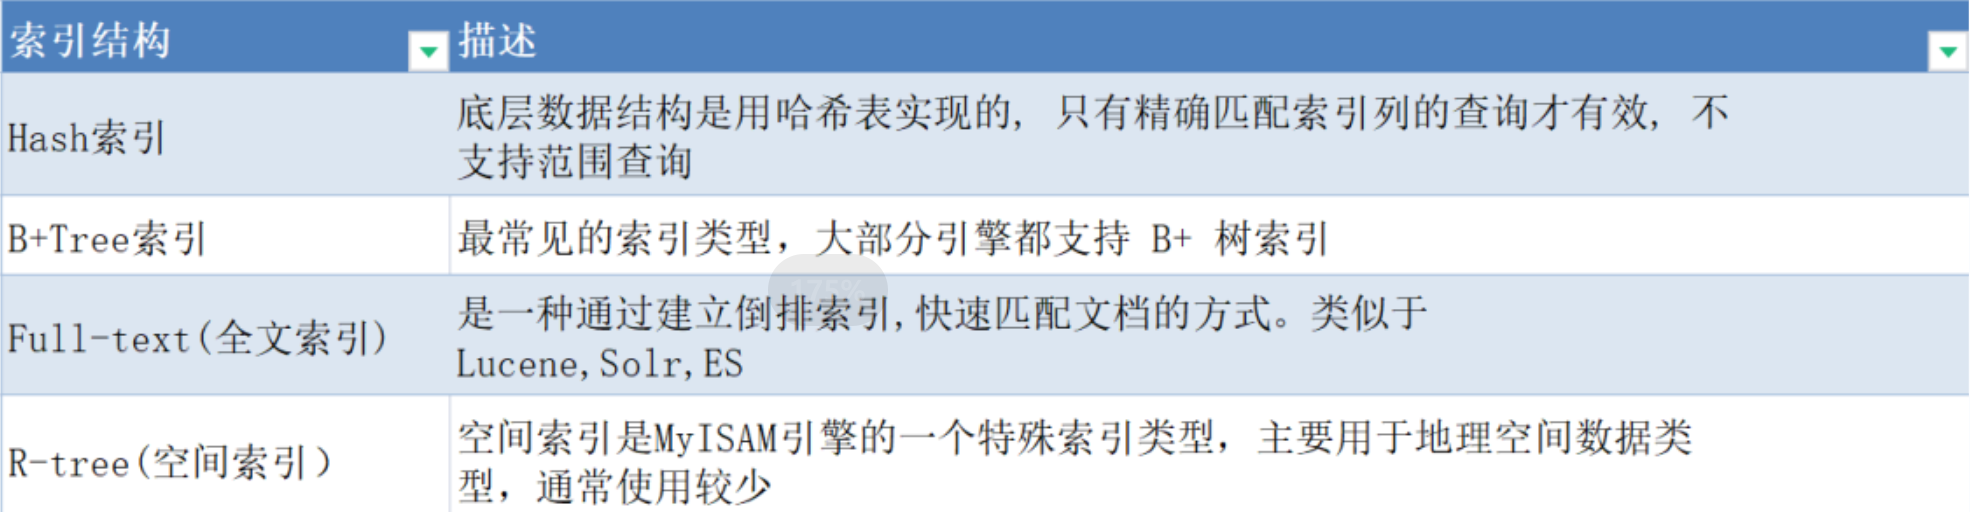 索引结构
描述
Hash索引
底层数据结构是用哈希表实现的, 只有精确匹配索引列的查询才有效, 不
支持范围查询
B+Tree索引
最常见的索引类型，大部分引擎都支持 B+ 树索引
175%
Full-text(全文索引)
是一种通过建立倒排索引,快速匹配文档的方式。类似于
Lucene,Solr,ES
R-tree(空间索引）
空间索引是MyISAM引擎的一个特殊索引类型，主要用于地理空间数据类
型，通常使用较少